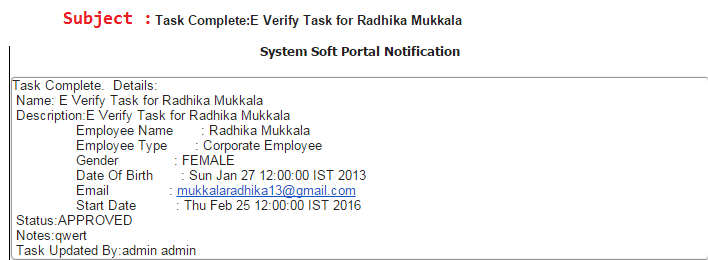 Subject : Task Complete:E Verify Task for Radhika Mukkala
System Soft Portal Notification
Task Complete. Details:
Name: E Verify Task for Radhika Mukkala
Description:E Verify Task for Radhika Mukkala
Employee Name : Radhika Mukkala
Employee Type : Corporate Employee
Gender : FEMALE
Date Of Birth : Sun Jan 27 12:00:00 IST 2013
Email : mukkalaradhika13@gmail.com
Start Date : Thu Feb 25 12:00:00 IST 2016
Status:APPROVED
Notes:qwert
Task Updated By:admin admin